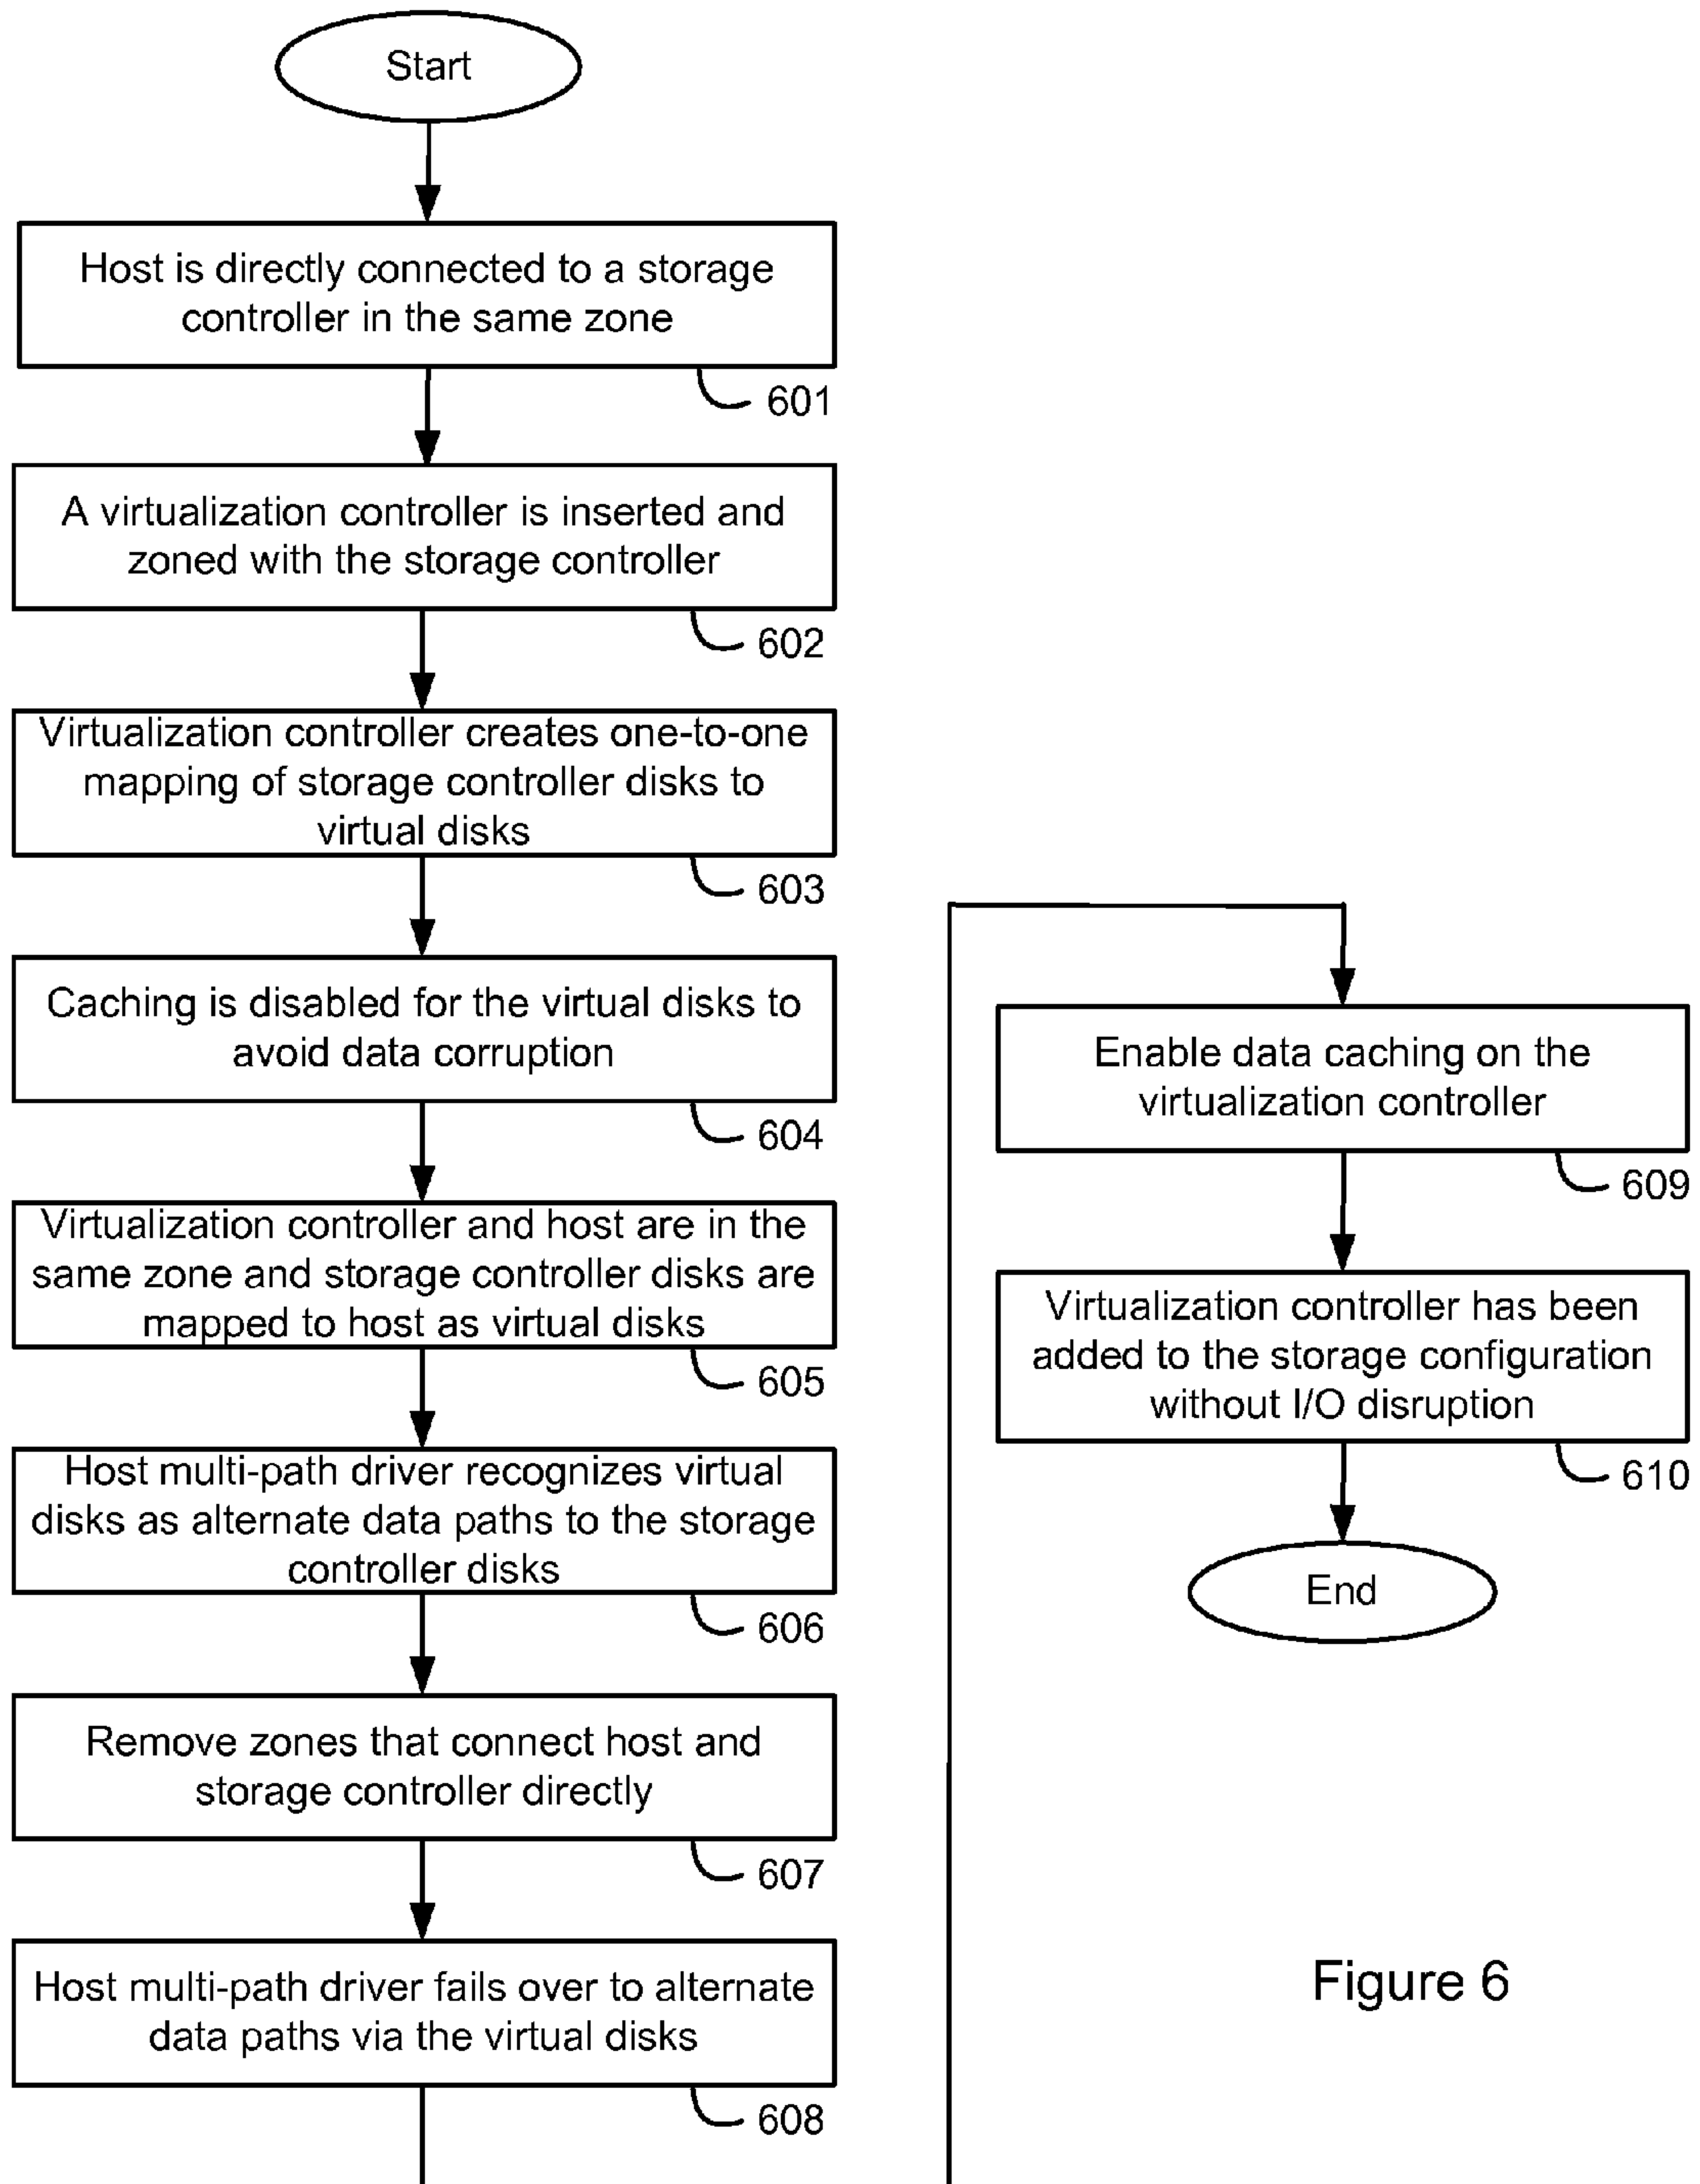 Start
Host is directly connected to a storage
controller in the same zone
601
A virtualization controller is inserted and
zoned with the storage controller
602
Virtualization controller creates one-to-one
mapping of storage controller disks to
virtual disks
603
Caching is disabled for the virtual disks to
avoid data corruption
604
Virtualization controller and host are in the
same zone and storage controller disks are
mapped to host as virtual disks
605
Host multi-path driver recognizes virtual
disks as alternate data paths to the storage
controller disks
606
Remove zones that connect host and
storage controller directly
607
Host multi-path driver fails over to alternate
data paths via the virtual disks
608
Enable data caching on the
virtualization controller
609
Virtualization controller has been
added to the storage configuration
without I/O disruption
610
End
Figure 6